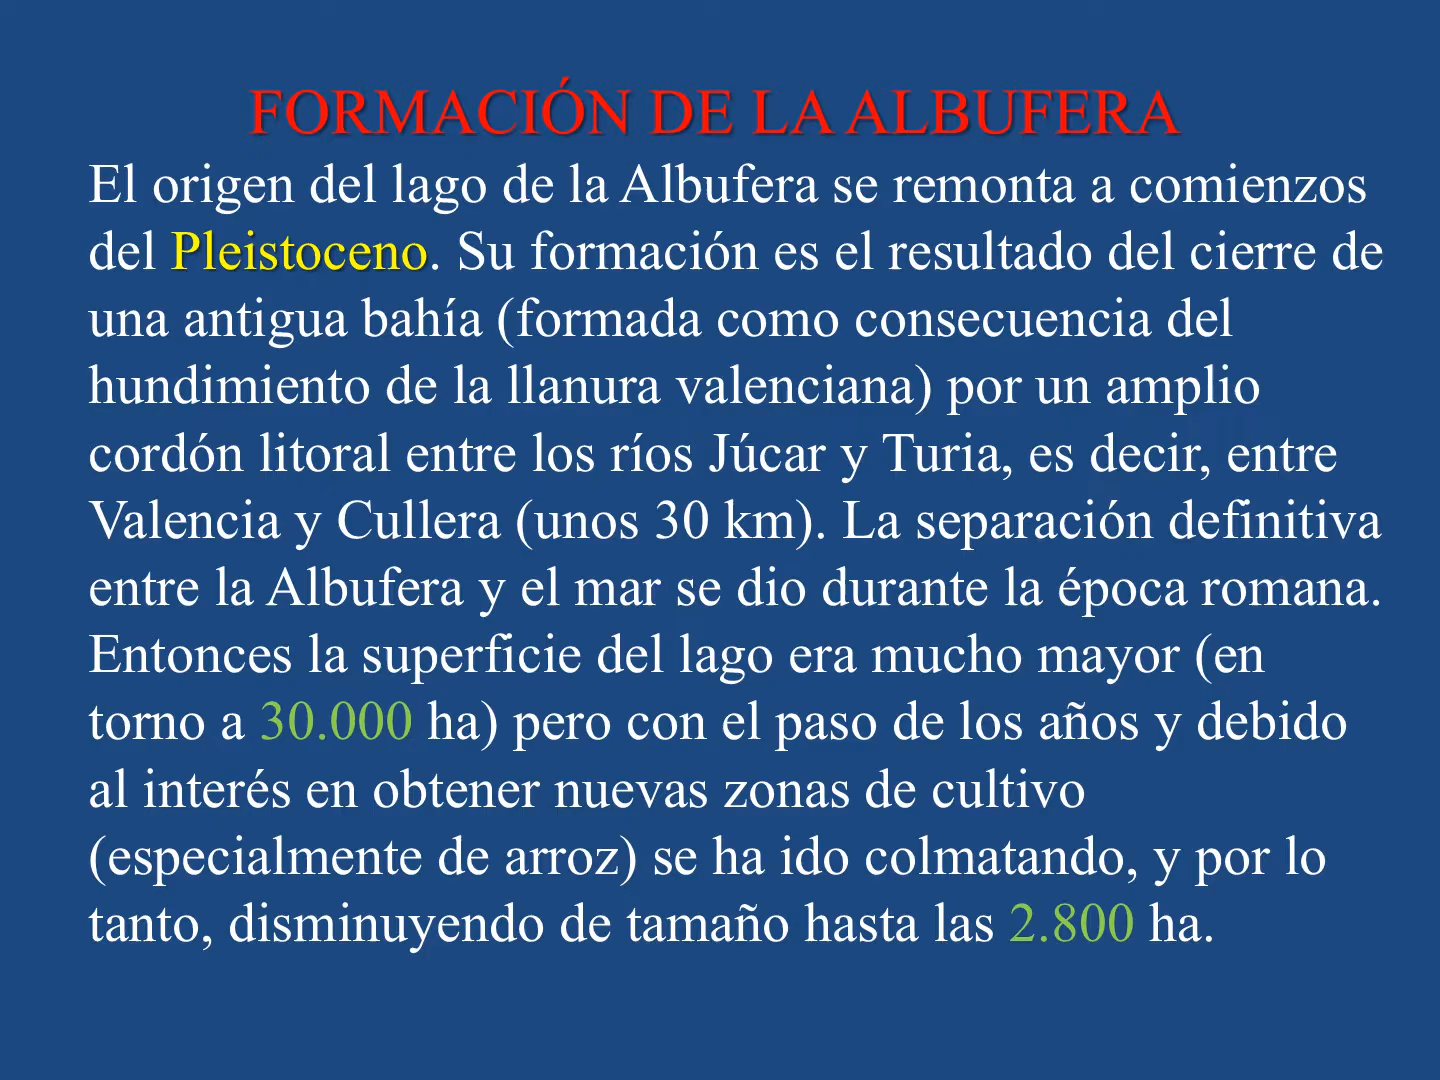 FORMACIÓN DE LA ALBUFERA
El origen del lago de la Albufera se remonta a comienzos
del Pleistoceno. Su formación es el resultado del cierre de
una antigua bahía (formada como consecuencia del
hundimiento de la llanura valenciana) por un amplio
cordón litoral entre los ríos Júcar y Turia, es decir, entre
Valencia y Cullera (unos 30 km). La separación definitiva
entre la Albufera y el mar se dio durante la época romana.
Entonces la superficie del lago era mucho mayor (en
torno a 30.000 ha) pero con el paso de los años y debido
al interés en obtener nuevas zonas de cultivo
(especialmente de arroz) se ha ido colmatando, y por lo
tanto, disminuyendo de tamaño hasta las 2.800 ha.